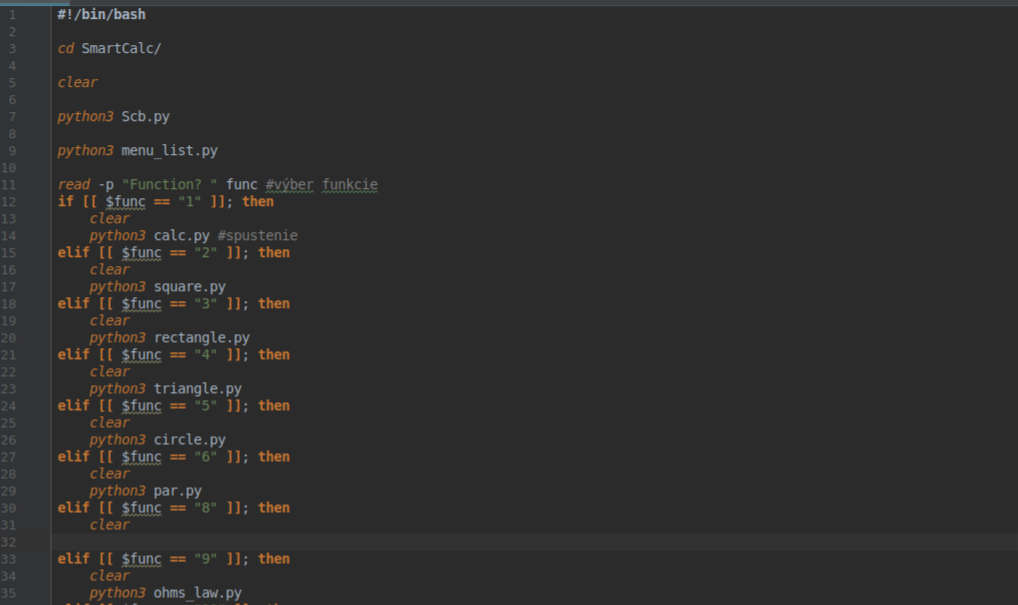 1 #!/bin/bash
2
3 cd SmartCalc/
4
5 clear
6
7 python3 Scb.py
8
9 python3 menu_list.py
10
11 read -p "Function? " func #výber funkcie
12 if [[ $func == "1" ]]; then
13     clear
14     python3 calc.py #spustenie
15 elif [[ $func == "2" ]]; then
16     clear
17     python3 square.py
18 elif [[ $func == "3" ]]; then
19     clear
20     python3 rectangle.py
21 elif [[ $func == "4" ]]; then
22     clear
23     python3 triangle.py
24 elif [[ $func == "5" ]]; then
25     clear
26     python3 circle.py
27 elif [[ $func == "6" ]]; then
28     clear
29     python3 par.py
30 elif [[ $func == "8" ]]; then
31     clear
32
33 elif [[ $func == "9" ]]; then
34     clear
35     python3 ohms_law.py